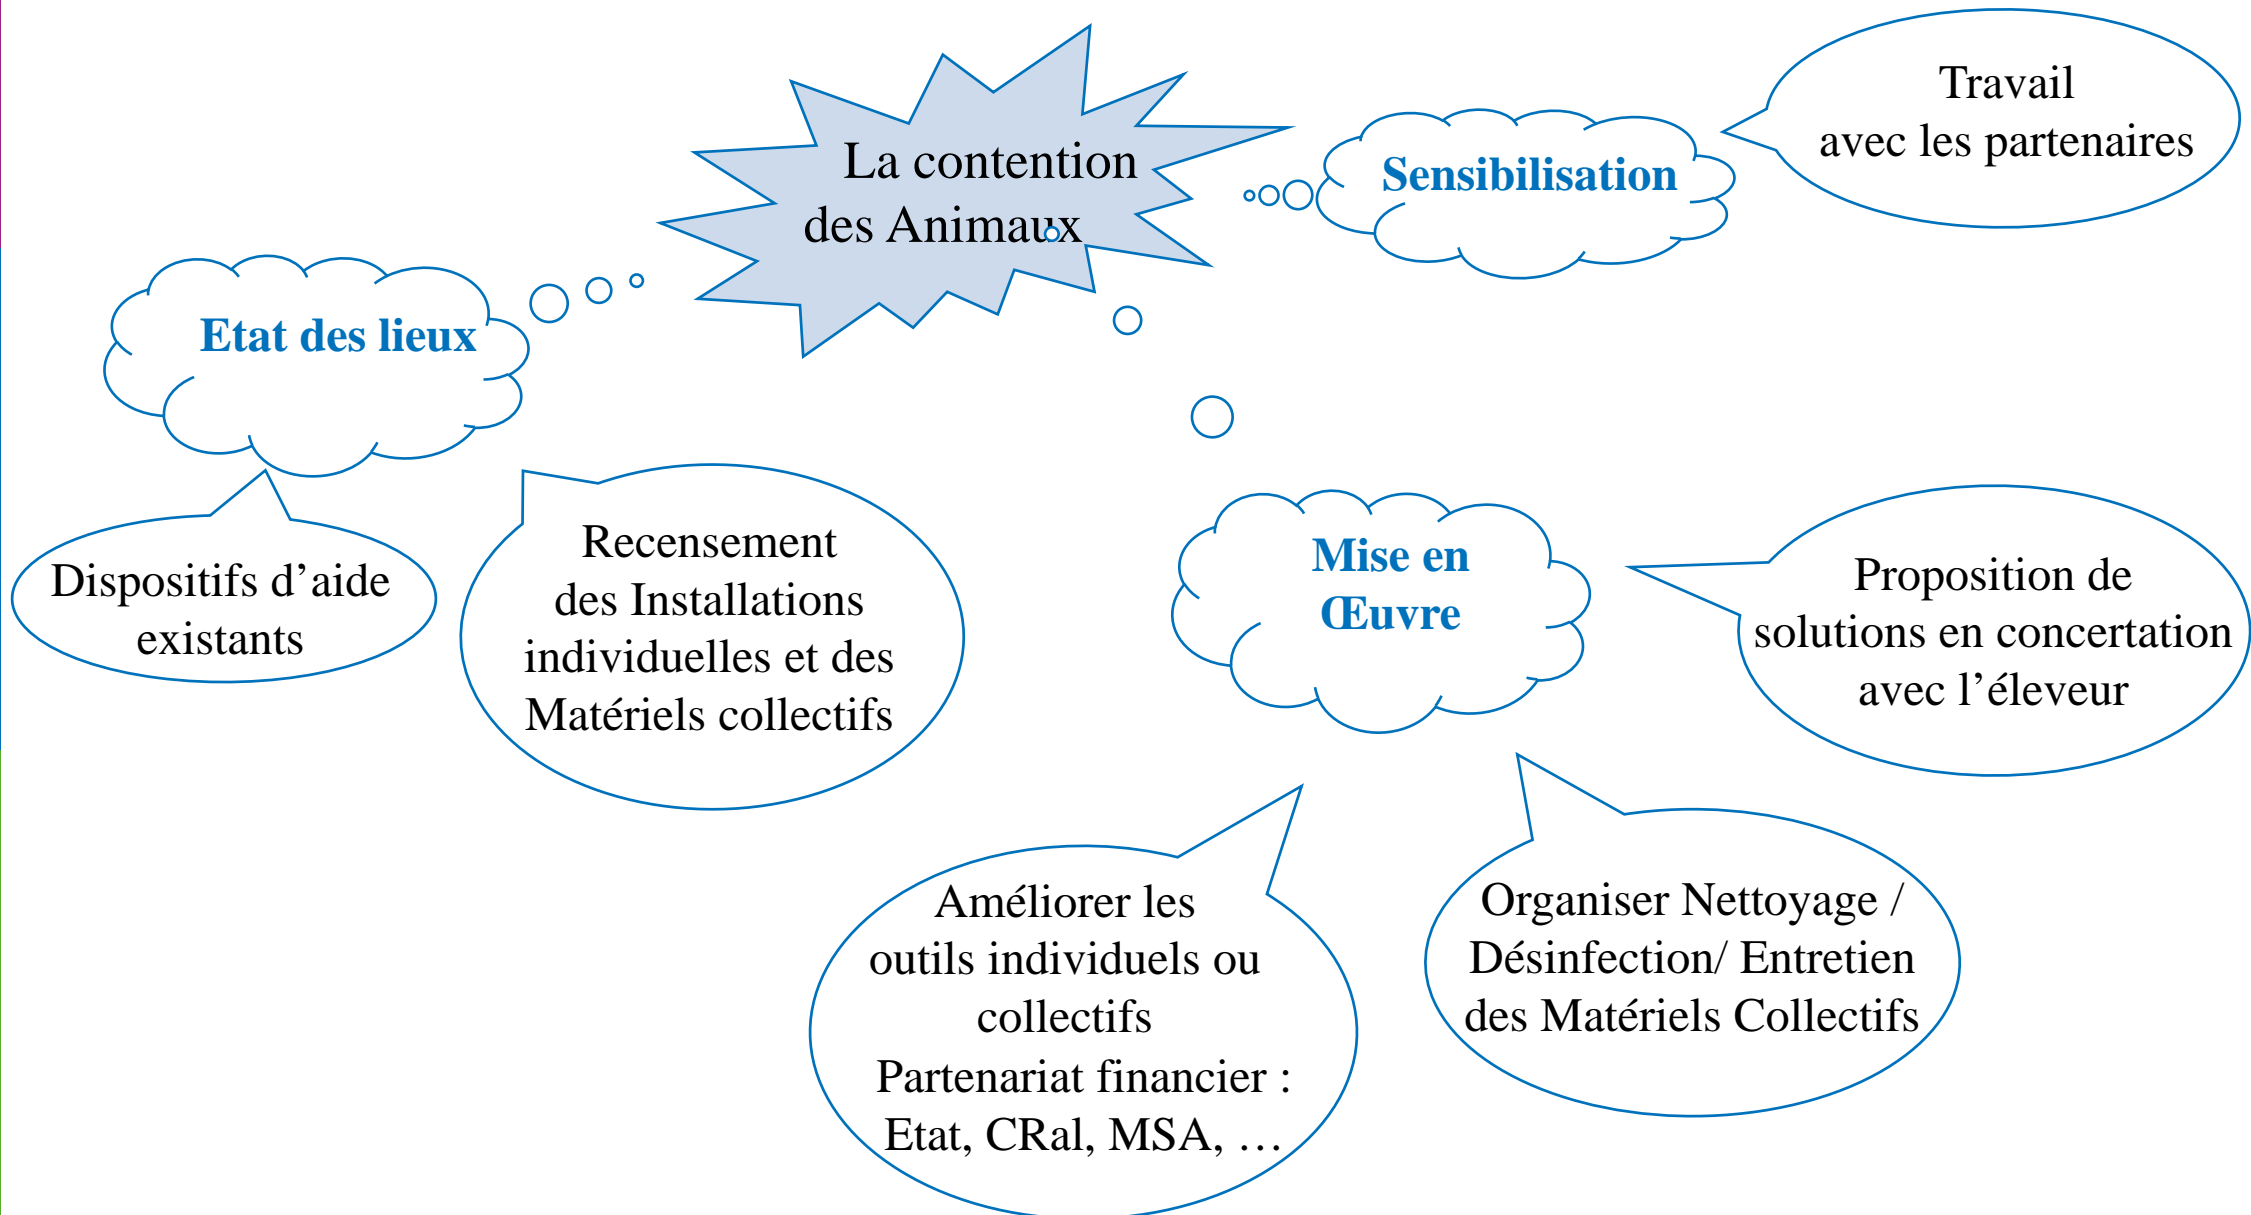 La contention
des Animaux
Sensibilisation
Travail
avec les partenaires
Etat des lieux
Dispositifs d’aide
existants
Recensement
des Installations
individuelles et des
Matériels collectifs
Mise en
Œuvre
Proposition de
solutions en concertation
avec l’éleveur
Améliorer les
outils individuels ou
collectifs
Partenariat financier :
Etat, CRal, MSA, …
Organiser Nettoyage /
Désinfection/ Entretien
des Matériels Collectifs